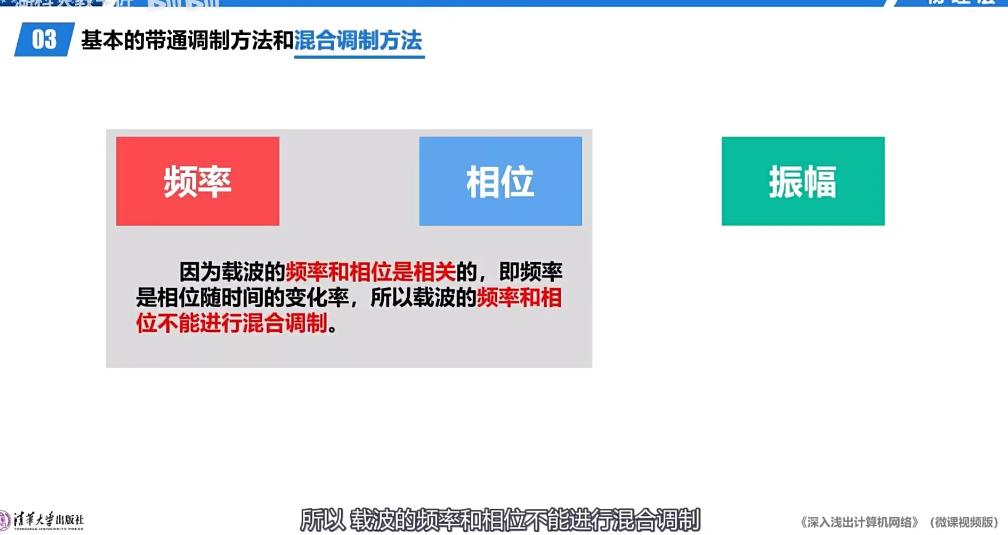 03 基本的带通调制方法和混合调制方法
频率
相位
振幅
因为载波的频率和相位是相关的，即频率
是相位随时间的变化率，所以载波的频率和相
位不能进行混合调制。
清华大学出版社
TSINGHUA UNIVERSITY PRESS
所以 载波的频率和相位不能进行混合调制
《深入浅出计算机网络》（微课视频版）